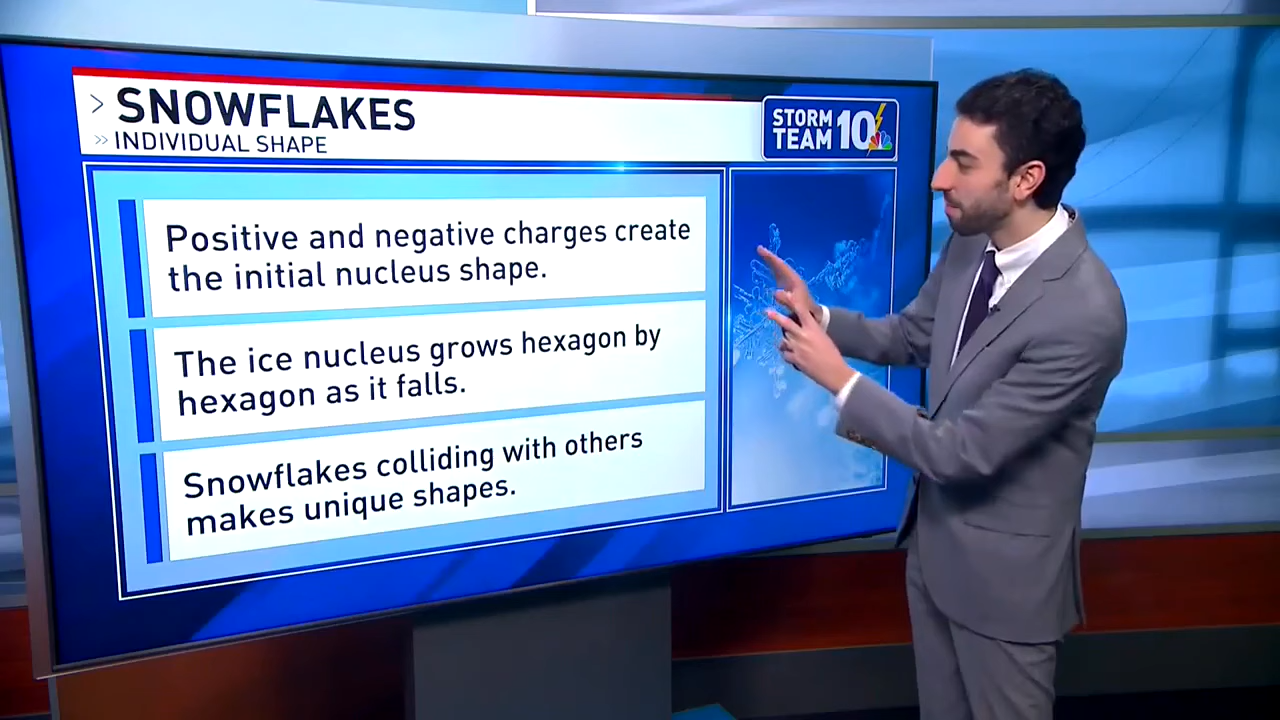 > SNOWFLAKES
» INDIVIDUAL SHAPE
STORM
TEAM 10
Positive and negative charges create
the initial nucleus shape.
The ice nucleus grows hexagon by
hexagon as it falls.
Snowflakes colliding with others
makes unique shapes.